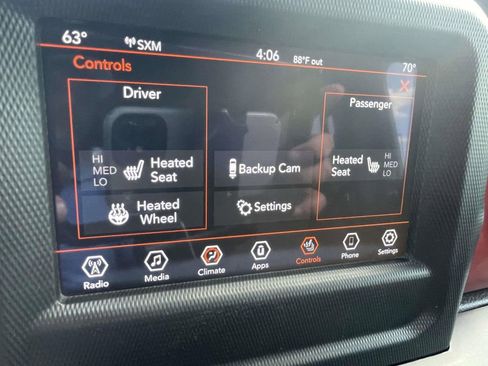 63° SXM 4:06 88°F out 70°
Controls X
Driver
Passenger
HI
MED
LO
Heated
Seat
Heated
Wheel
Backup Cam
Settings
Heated
Seat
HI
MED
LO
Radio Media Climate Apps Controls Phone Settings